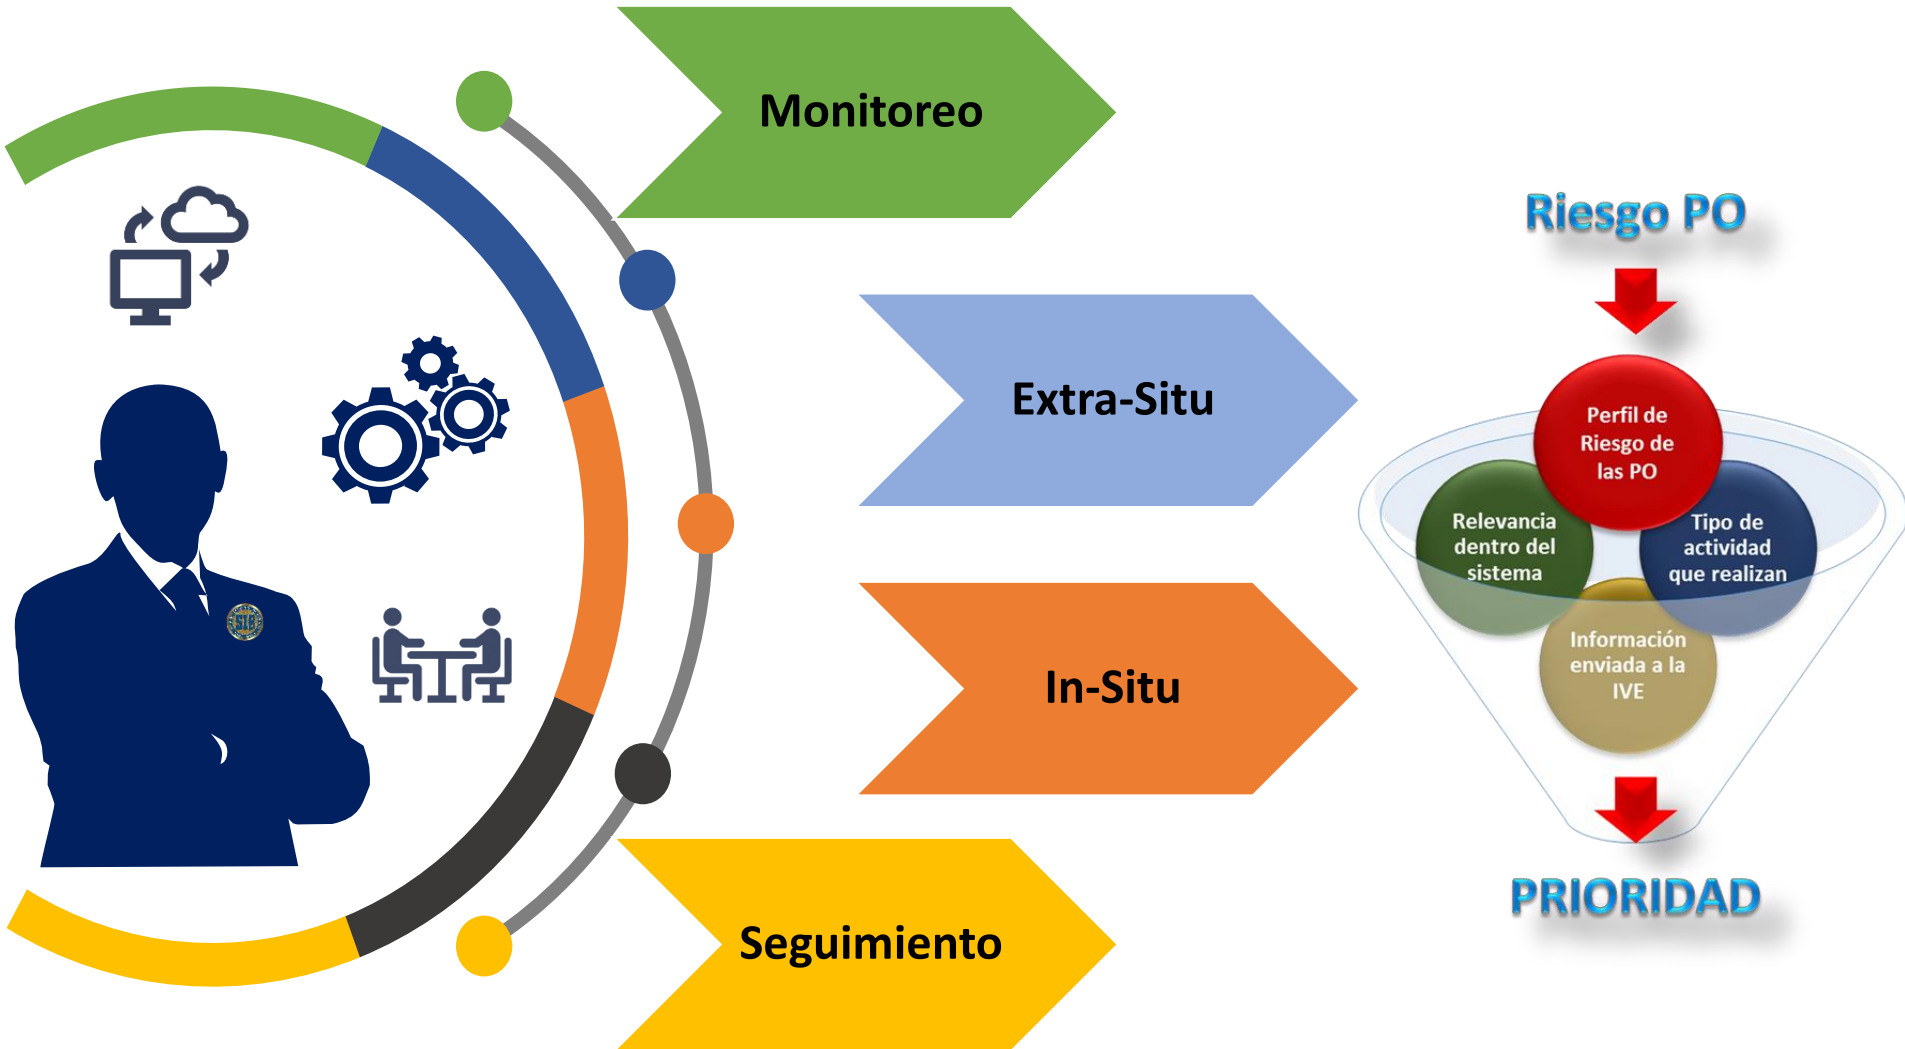 Monitoreo
Extra-Situ
In-Situ
Seguimiento
SIB
Riesgo PO
Perfil de
Riesgo de
las PO
Relevancia
dentro del
sistema
Tipo de
actividad
que realizan
Información
enviada a la
IVE
PRIORIDAD